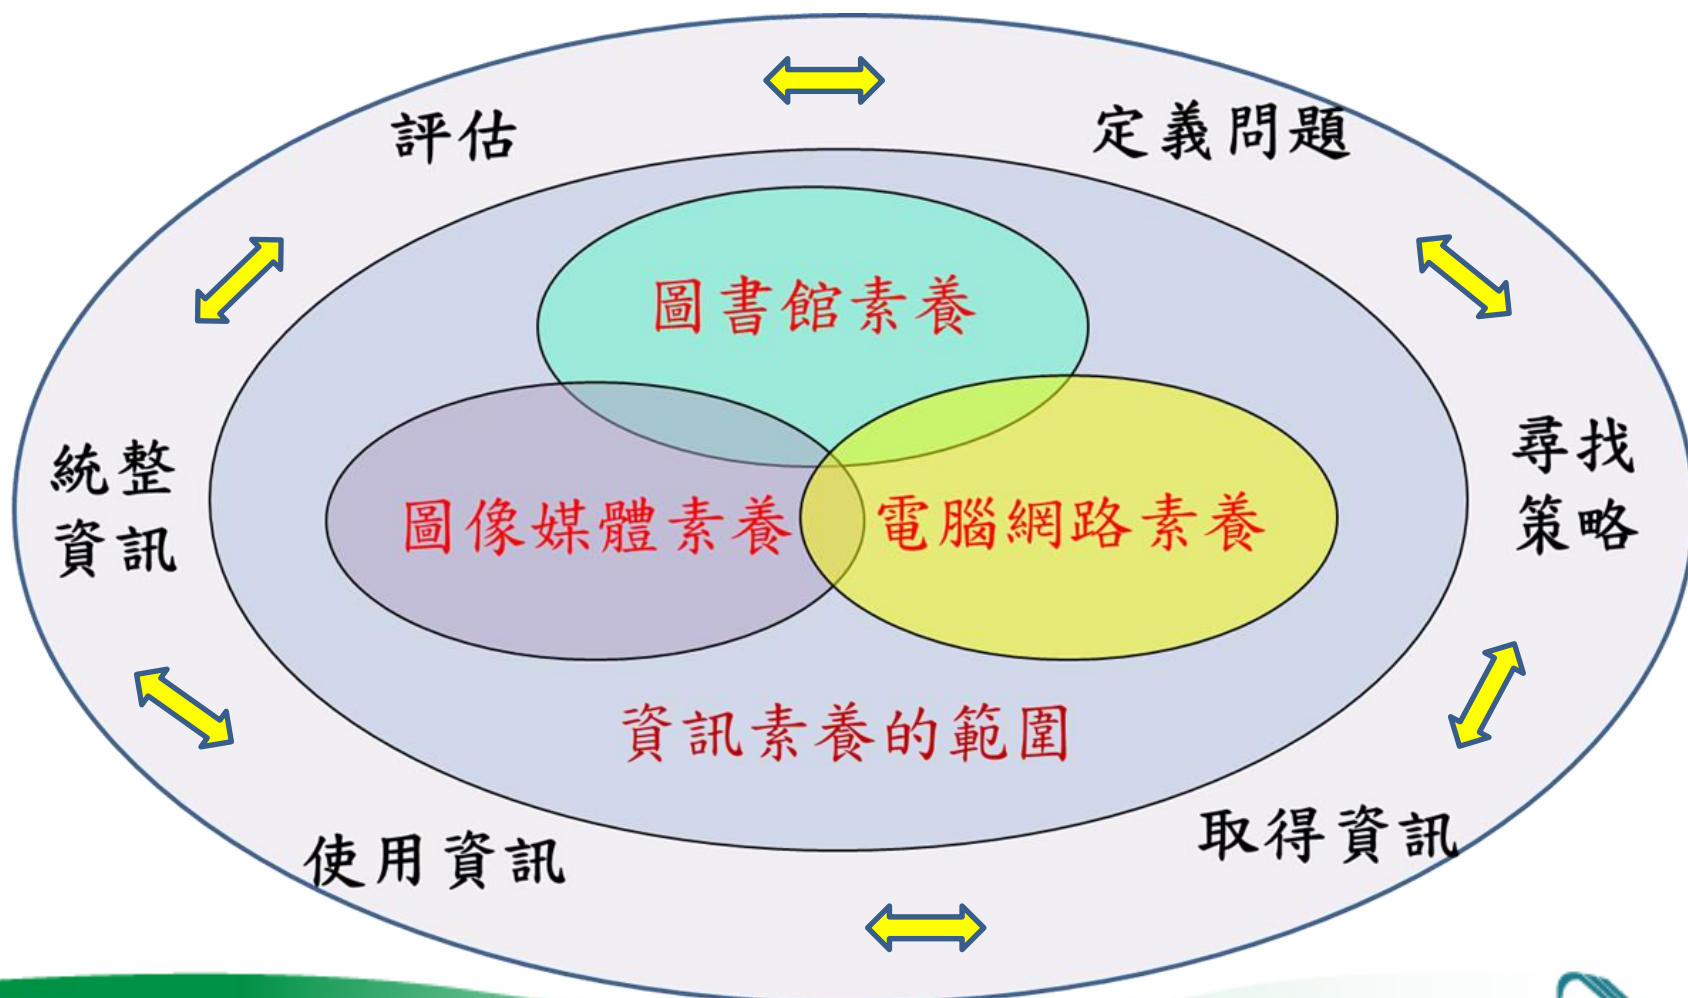 評估
定義問題
圖書館素養
統整
資訊
圖像媒體素養
電腦網路素養
尋找
策略
資訊素養的範圍
使用資訊
取得資訊